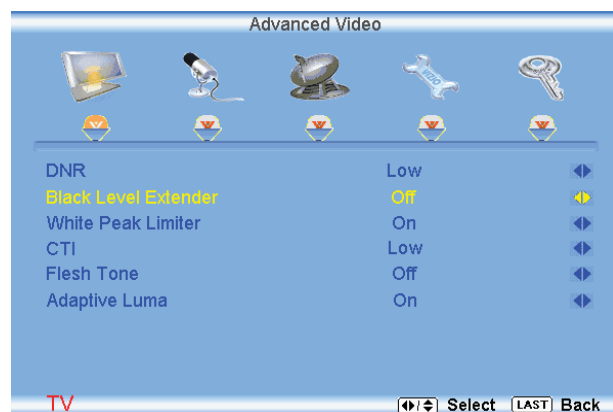 Advanced Video
VIZIO
DNR Low
Black Level Extender Off
White Peak Limiter On
CTI Low
Flesh Tone Off
Adaptive Luma On
TV / Select LAST Back